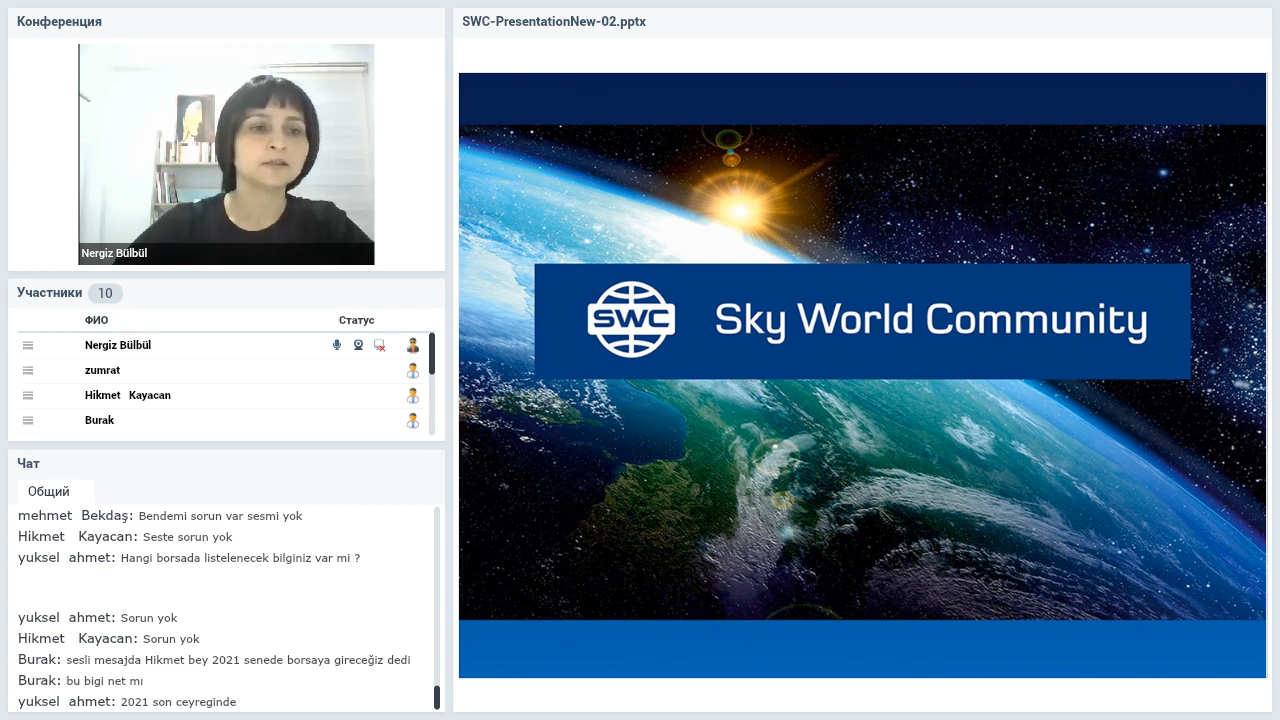 Конференция
Nergiz Bülbül
Участники 10
ФИО Статус
Nergiz Bülbül
zumrat
Hikmet Kayacan
Burak
Чат
Общий
mehmet Bekdaş: Bendemi sorun var sesmi yok
Hikmet Kayacan: Seste sorun yok
yuksel ahmet: Hangi borsada listelenecek bilginiz var mi ?
yuksel ahmet: Sorun yok
Hikmet Kayacan: Sorun yok
Burak: sesli mesajda Hikmet bey 2021 senede borsaya gireceğiz dedi
Burak: bu bigi net mı
yuksel ahmet: 2021 son ceyreginde
SWC-PresentationNew-02.pptx
SWC Sky World Community